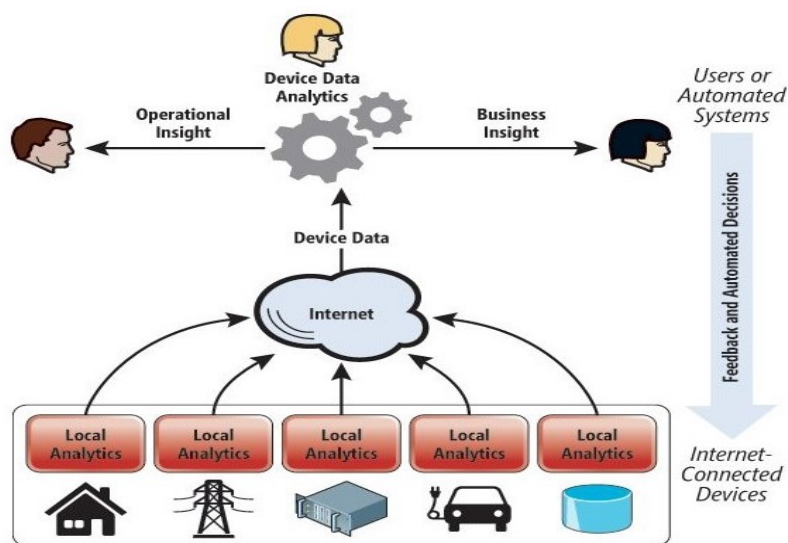 Device Data
Analytics
Users or
Automated
Systems
Operational
Insight
Business
Insight
Device Data
Internet
Feedback and Automated Decisions
Local
Analytics
Local
Analytics
Local
Analytics
Local
Analytics
Local
Analytics
Internet-
Connected
Devices